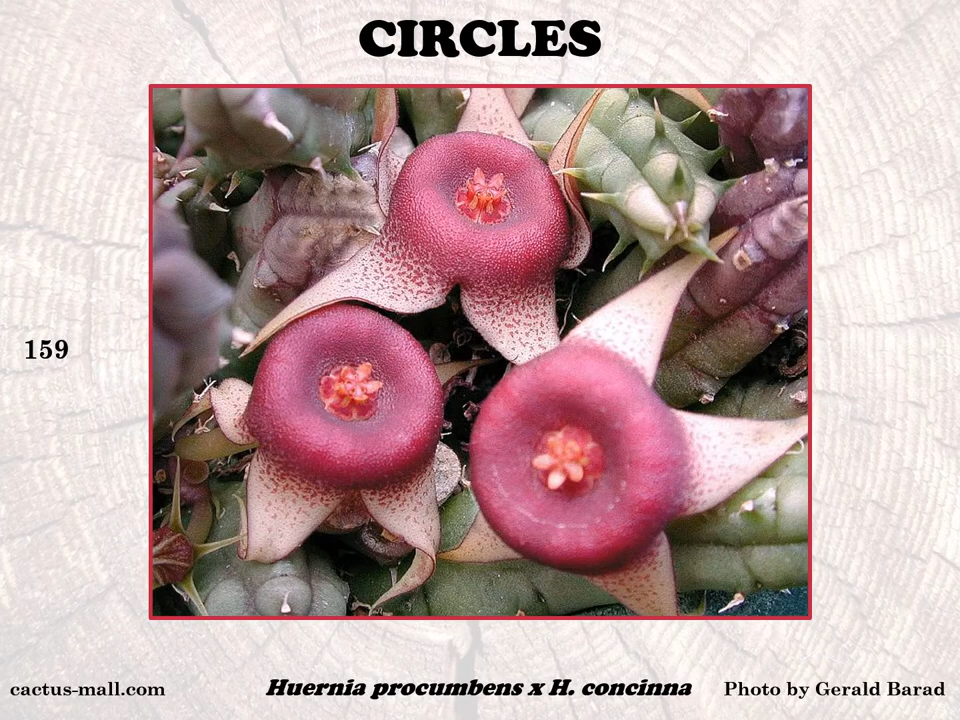 CIRCLES
159
cactus-mall.com
Huernia procumbens x H. concinna
Photo by Gerald Barad